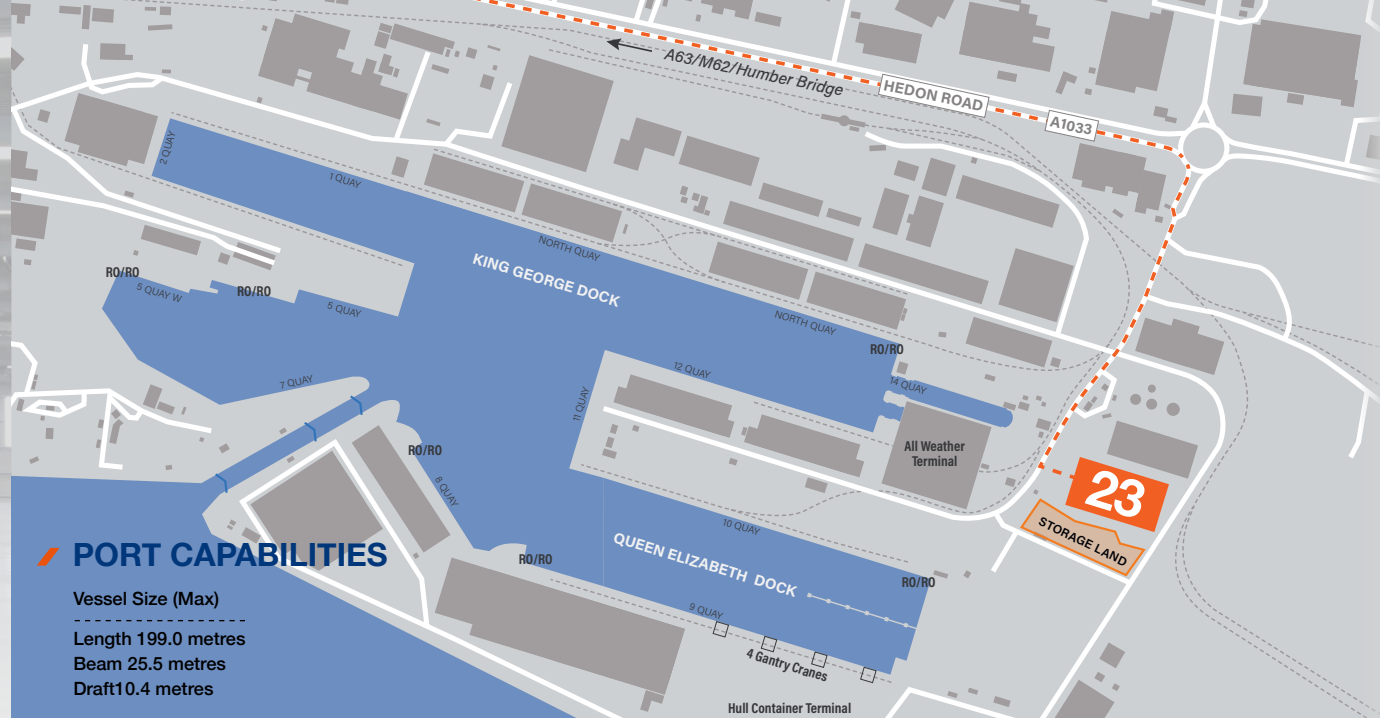 A63/M62/Humber Bridge
HEDON ROAD
A1033
2 QUAY
1 QUAY
NORTH QUAY
KING GEORGE DOCK
NORTH QUAY
RO/RO
5 QUAY W
RO/RO
5 QUAY
RO/RO
14 QUAY
12 QUAY
11 QUAY
7 QUAY
All Weather
Terminal
RO/RO
8 QUAY
23
STORAGE LAND
10 QUAY
QUEEN ELIZABETH DOCK
RO/RO
RO/RO
9 QUAY
4 Gantry Cranes
Hull Container Terminal
PORT CAPABILITIES
Vessel Size (Max)
Length 199.0 metres
Beam 25.5 metres
Draft10.4 metres